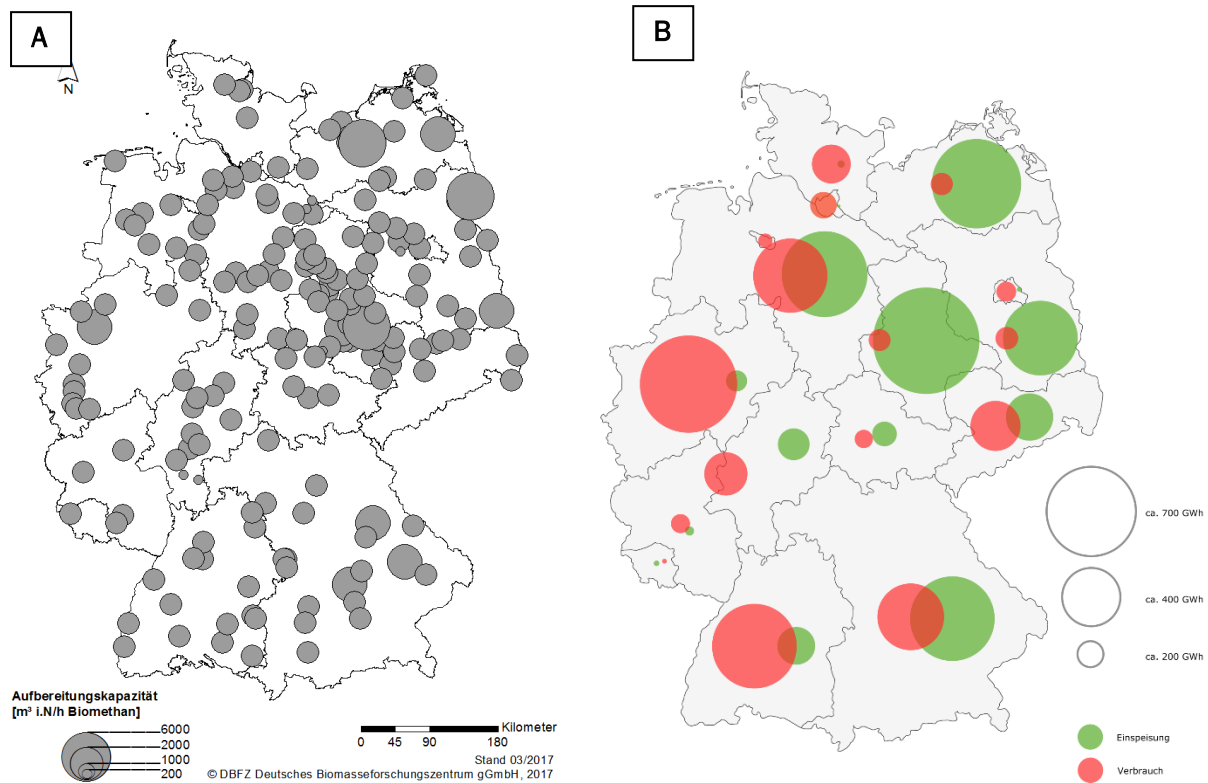 A
N
Aufbereitungskapazität
[m³ i.N/h Biomethan]
6000
2000
1000
200
Kilometer
0 45 90 180
Stand 03/2017
© DBFZ Deutsches Biomasseforschungszentrum gGmbH, 2017
B
ca. 700 GWh
ca. 400 GWh
ca. 200 GWh
Einspeisung
Verbrauch